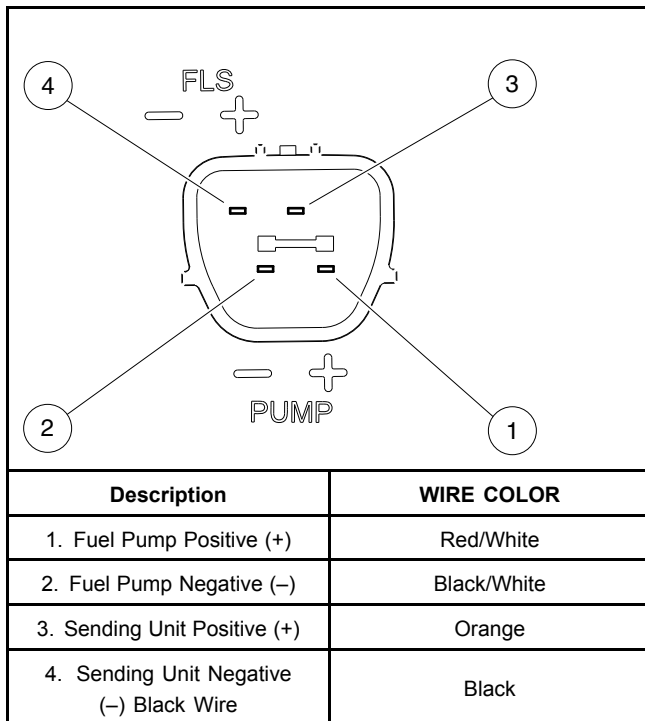 FLS
4
3
− +
2
− +
1
PUMP
Description WIRE COLOR
1. Fuel Pump Positive (+) Red/White
2. Fuel Pump Negative (–) Black/White
3. Sending Unit Positive (+) Orange
4. Sending Unit Negative
(–) Black Wire
Black